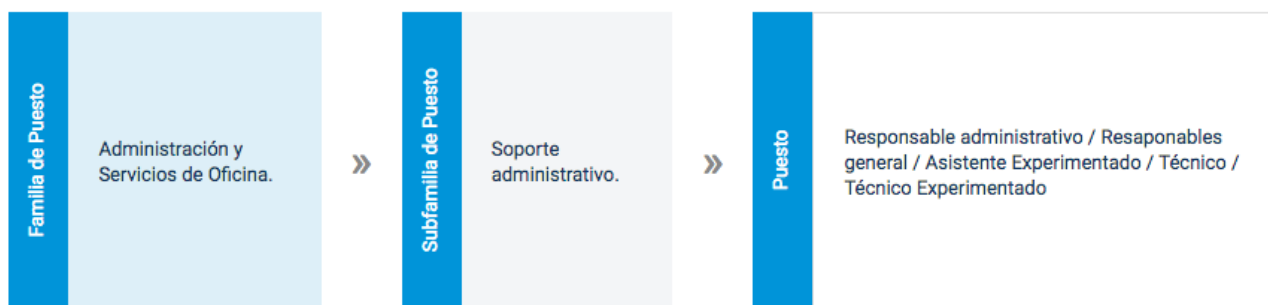 Familia de Puesto
Administración y
Servicios de Oficina.
»
Subfamilia de Puesto
Soporte
administrativo.
»
Puesto
Responsable administrativo / Resaponables
general / Asistente Experimentado / Técnico /
Técnico Experimentado